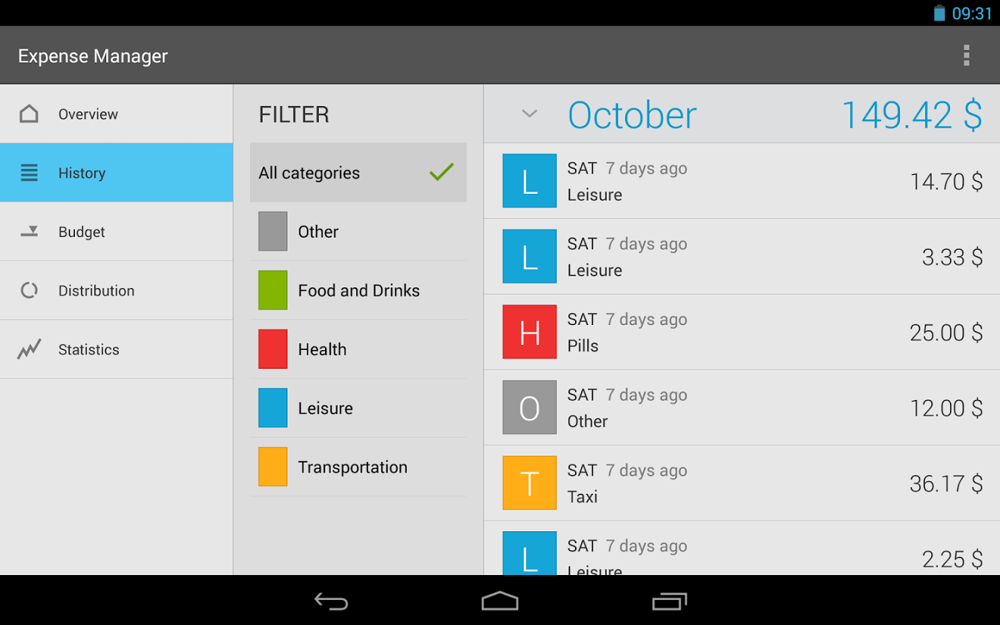 09:31
Expense Manager
Overview
History
Budget
Distribution
Statistics
FILTER
All categories
Other
Food and Drinks
Health
Leisure
Transportation
October 149.42 $
L SAT 7 days ago
Leisure 14.70 $
L SAT 7 days ago
Leisure 3.33 $
H SAT 7 days ago
Pills 25.00 $
O SAT 7 days ago
Other 12.00 $
T SAT 7 days ago
Taxi 36.17 $
L SAT 7 days ago
Leisure 2.25 $